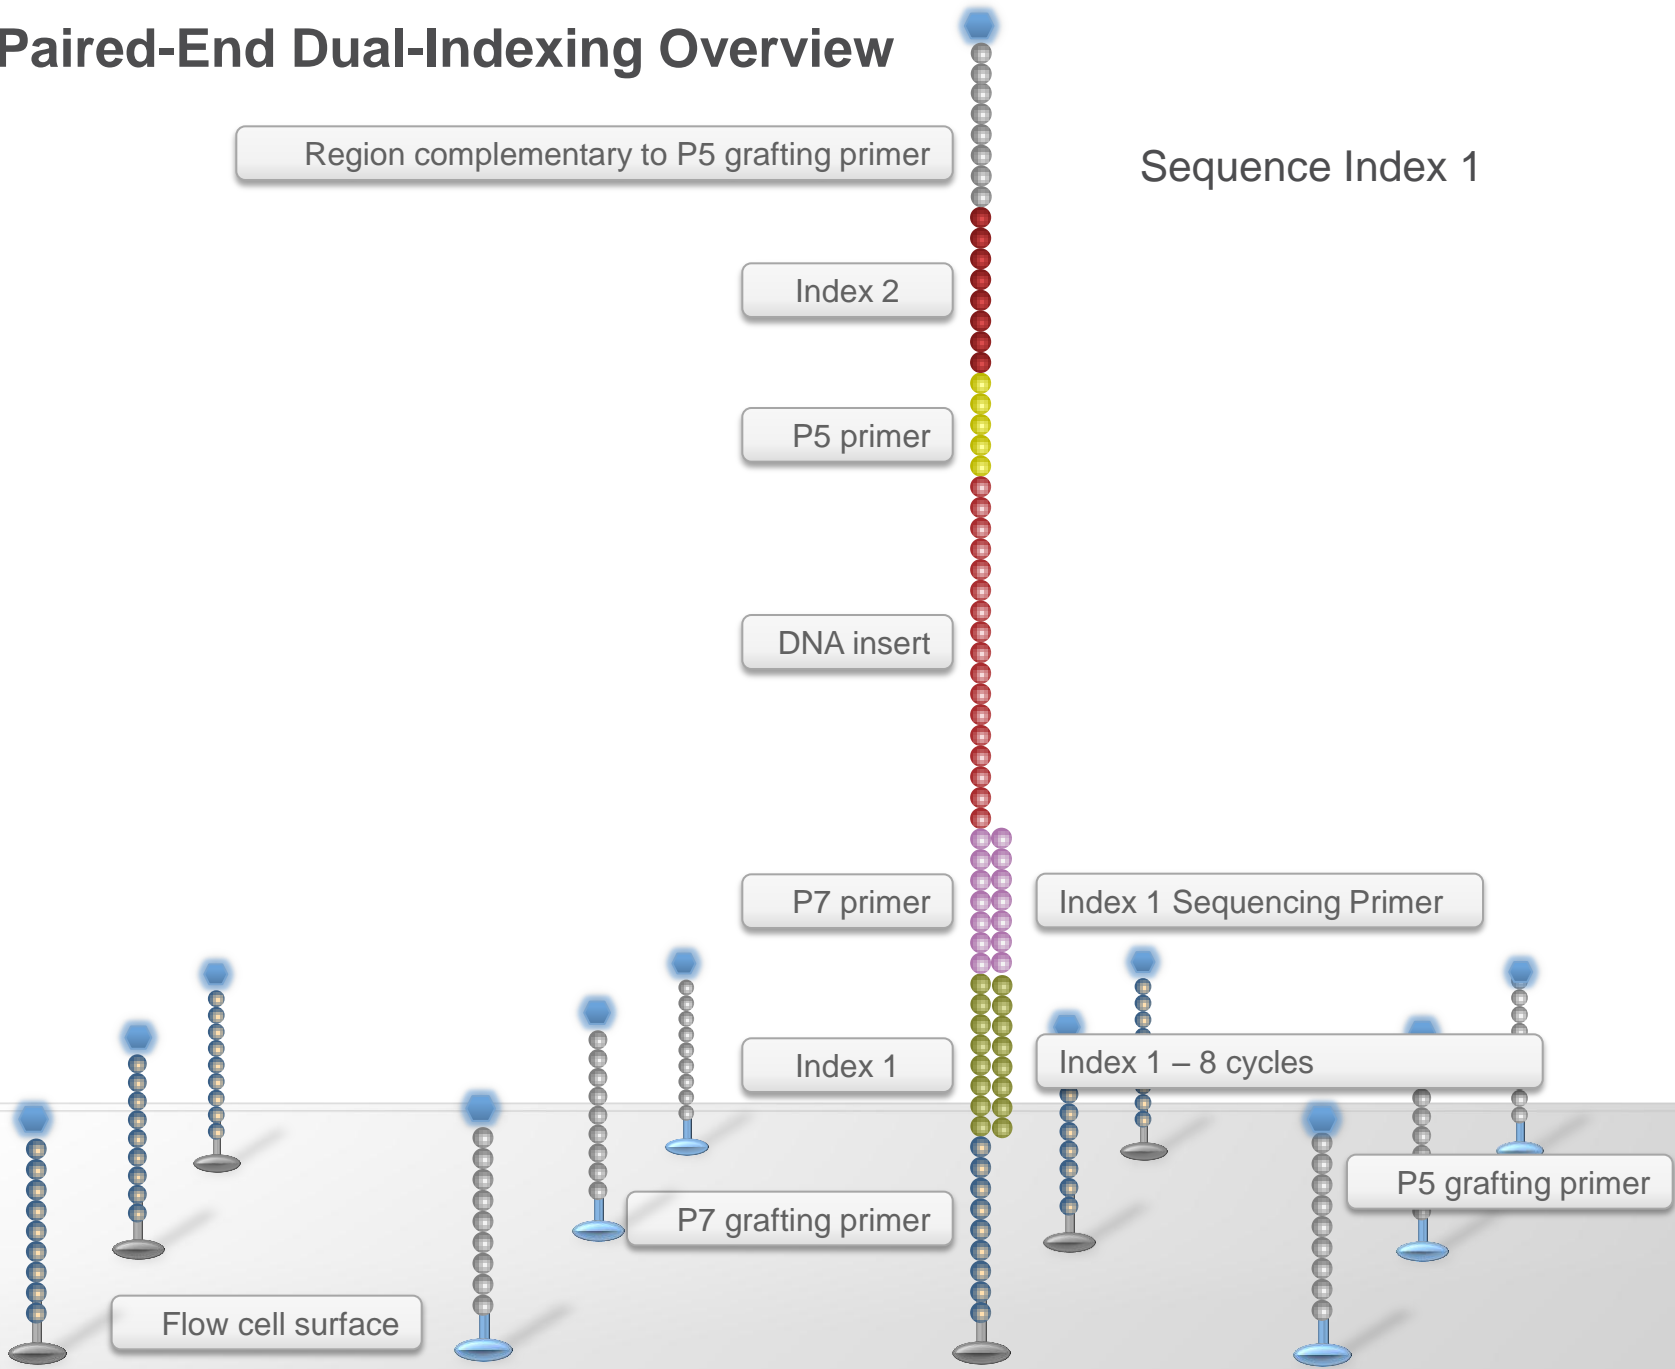 Paired-End Dual-Indexing Overview
Region complementary to P5 grafting primer
Sequence Index 1
Index 2
P5 primer
DNA insert
P7 primer
Index 1 Sequencing Primer
Index 1
Index 1 – 8 cycles
P5 grafting primer
P7 grafting primer
Flow cell surface